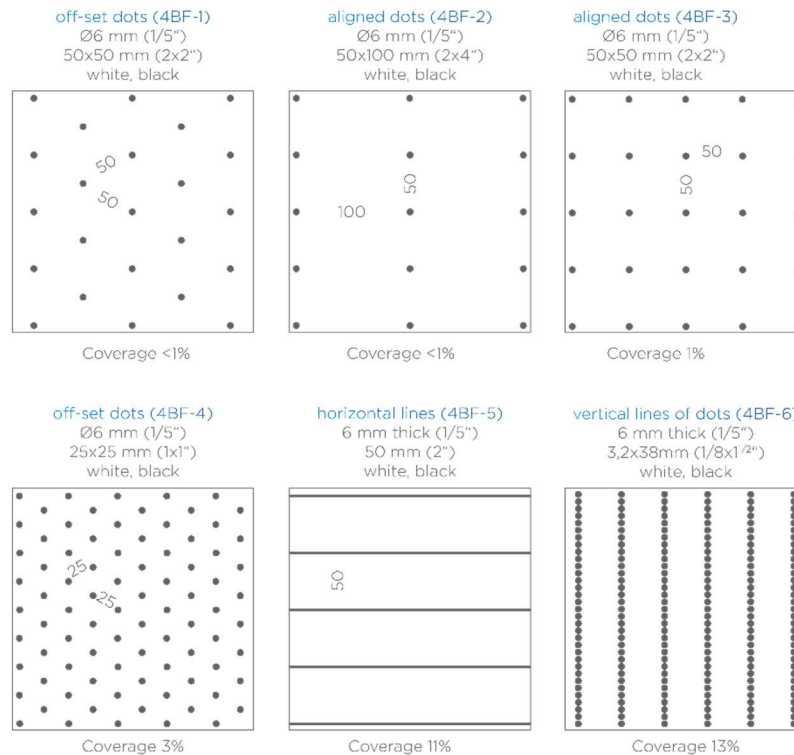 off-set dots (4BF-1)
Ø6 mm (1/5“)
50x50 mm (2x2“)
white, black
50
50
Coverage <1%
aligned dots (4BF-2)
Ø6 mm (1/5“)
50x100 mm (2x4“)
white, black
50
100
Coverage <1%
aligned dots (4BF-3)
Ø6 mm (1/5“)
50x50 mm (2x2“)
white, black
50
50
Coverage 1%
off-set dots (4BF-4)
Ø6 mm (1/5“)
25x25 mm (1x1“)
white, black
25
25
Coverage 3%
horizontal lines (4BF-5)
6 mm thick (1/5“)
50 mm (2“)
white, black
50
Coverage 11%
vertical lines of dots (4BF-6)
6 mm thick (1/5“)
3,2x38mm (1/8x1¹/²“)
white, black
Coverage 13%